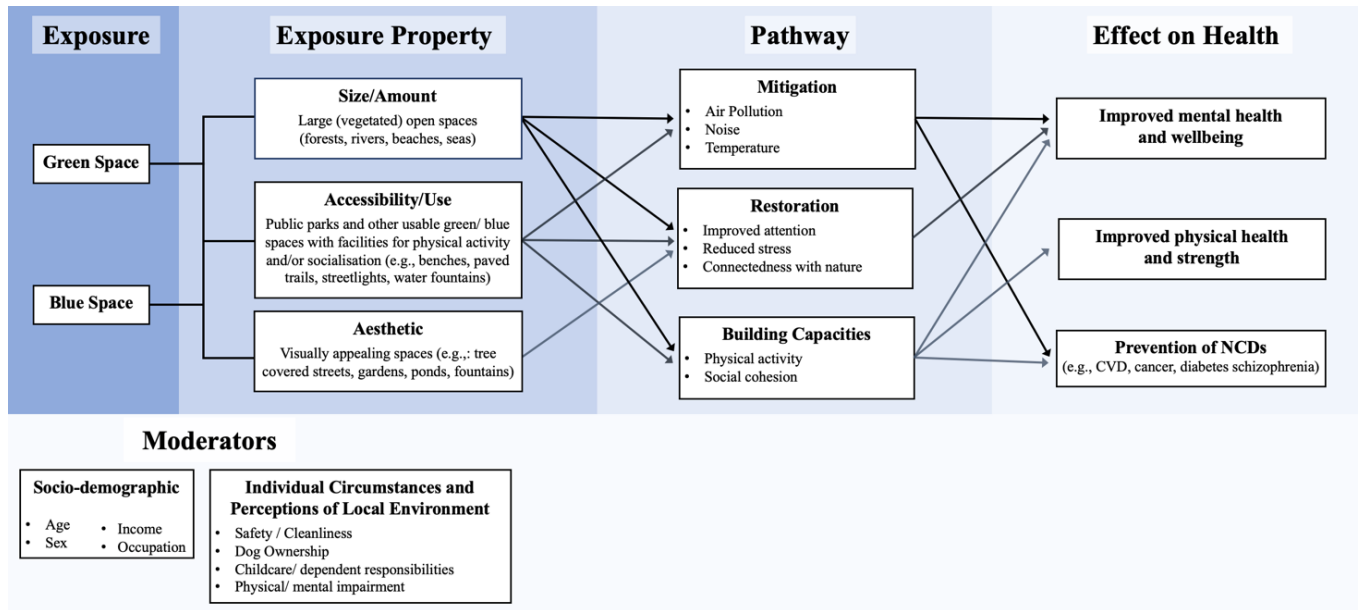 Exposure
Exposure Property
Pathway
Effect on Health
Green Space
Blue Space
Size/Amount
Large (vegetated) open spaces
(forests, rivers, beaches, seas)
Accessibility/Use
Public parks and other usable green/ blue
spaces with facilities for physical activity
and/or socialisation (e.g., benches, paved
trails, streetlights, water fountains)
Aesthetic
Visually appealing spaces (e.g.,: tree
covered streets, gardens, ponds, fountains)
Mitigation
• Air Pollution
• Noise
• Temperature
Restoration
• Improved attention
• Reduced stress
• Connectedness with nature
Building Capacities
• Physical activity
• Social cohesion
Improved mental health
and wellbeing
Improved physical health
and strength
Prevention of NCDs
(e.g., CVD, cancer, diabetes schizophrenia)
Moderators
Socio-demographic
• Age
• Sex
• Income
• Occupation
Individual Circumstances and
Perceptions of Local Environment
• Safety / Cleanliness
• Dog Ownership
• Childcare/ dependent responsibilities
• Physical/ mental impairment